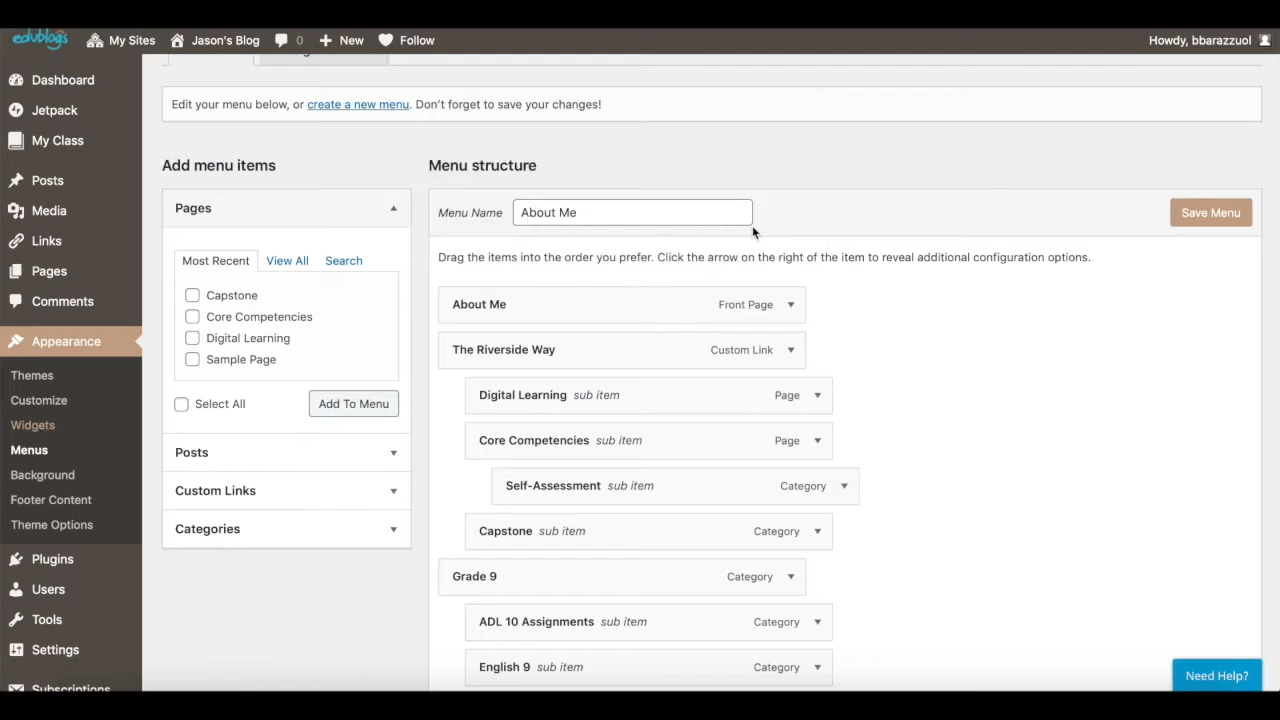 edublogs My Sites Jason's Blog 0 New Follow Howdy, bbarazzuol
Dashboard
Jetpack
My Class
Posts
Media
Links
Pages
Comments
Appearance
Themes
Customize
Widgets
Menus
Background
Footer Content
Theme Options
Plugins
Users
Tools
Settings
Subscriptions
Edit your menu below, or create a new menu. Don't forget to save your changes!
Add menu items
Pages
Most Recent View All Search
Capstone
Core Competencies
Digital Learning
Sample Page
Select All Add To Menu
Posts
Custom Links
Categories
Menu structure
Menu Name About Me Save Menu
Drag the items into the order you prefer. Click the arrow on the right of the item to reveal additional configuration options.
About Me Front Page
The Riverside Way Custom Link
Digital Learning sub item Page
Core Competencies sub item Page
Self-Assessment sub item Category
Capstone sub item Category
Grade 9 Category
ADL 10 Assignments sub item Category
English 9 sub item Category
Need Help?